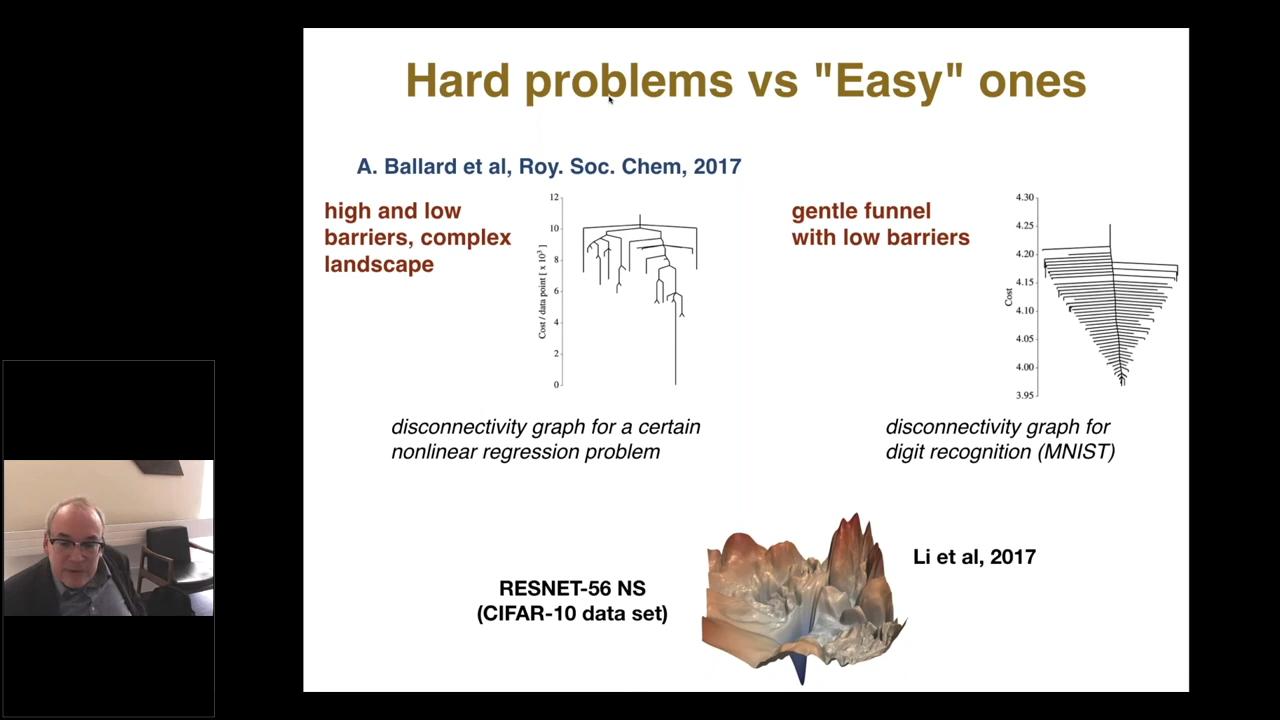 Hard problems vs "Easy" ones
A. Ballard et al, Roy. Soc. Chem, 2017
high and low
barriers, complex
landscape
12
10
8
6
4
2
0
Cost / data point [ x 10³ ]
gentle funnel
with low barriers
4.30
4.25
4.20
4.15
4.10
4.05
4.00
3.95
Cost
disconnectivity graph for a certain
nonlinear regression problem
disconnectivity graph for
digit recognition (MNIST)
Li et al, 2017
RESNET-56 NS
(CIFAR-10 data set)